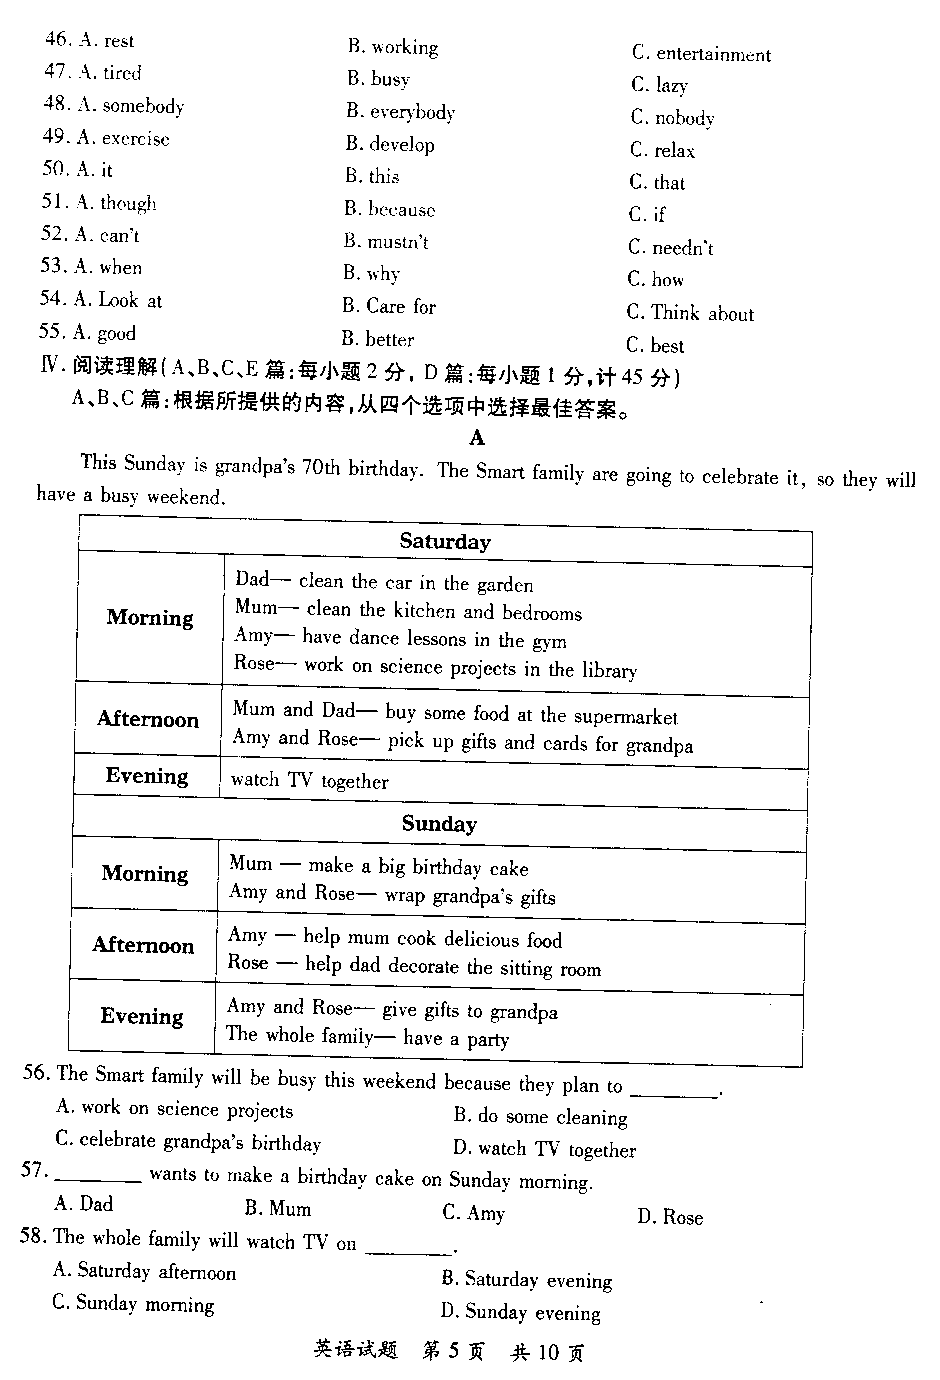 46. A. rest B. working C. entertainment
47. A. tired B. busy C. lazy
48. A. somebody B. everybody C. nobody
49. A. exercise B. develop C. relax
50. A. it B. this C. that
51. A. though B. because C. if
52. A. can't B. mustn't C. needn't
53. A. when B. why C. how
54. A. Look at B. Care for C. Think about
55. A. good B. better C. best
Ⅳ. 阅读理解(A、B、C、E 篇:每小题 2 分, D 篇:每小题 1 分,计 45 分)
A、B、C 篇:根据所提供的内容,从四个选项中选择最佳答案。
A
This Sunday is grandpa's 70th birthday. The Smart family are going to celebrate it, so they will
have a busy weekend.
Saturday
Morning
Dad— clean the car in the garden
Mum— clean the kitchen and bedrooms
Amy— have dance lessons in the gym
Rose— work on science projects in the library
Afternoon
Mum and Dad— buy some food at the supermarket
Amy and Rose— pick up gifts and cards for grandpa
Evening
watch TV together
Sunday
Morning
Mum — make a big birthday cake
Amy and Rose— wrap grandpa's gifts
Afternoon
Amy — help mum cook delicious food
Rose — help dad decorate the sitting room
Evening
Amy and Rose— give gifts to grandpa
The whole family— have a party
56. The Smart family will be busy this weekend because they plan to ________.
A. work on science projects B. do some cleaning
C. celebrate grandpa's birthday D. watch TV together
57. ________ wants to make a birthday cake on Sunday morning.
A. Dad B. Mum C. Amy D. Rose
58. The whole family will watch TV on ________.
A. Saturday afternoon B. Saturday evening
C. Sunday morning D. Sunday evening
英语试题 第 5 页 共 10 页